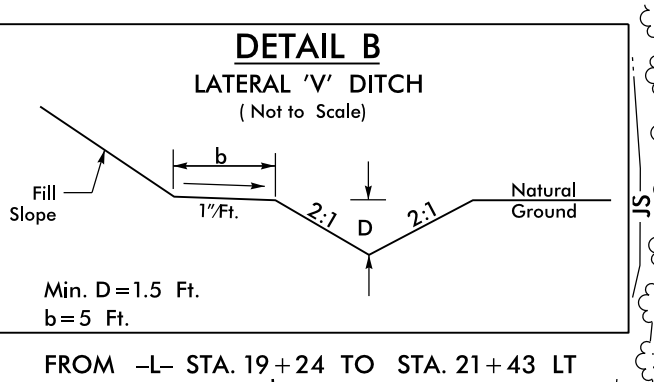 DETAIL B
LATERAL 'V' DITCH
( Not to Scale)
b
Fill
Slope
1"/Ft.
2:1
D
2:1
Natural
Ground
Min. D=1.5 Ft.
b=5 Ft.
JS
FROM -L- STA. 19+24 TO STA. 21+43 LT